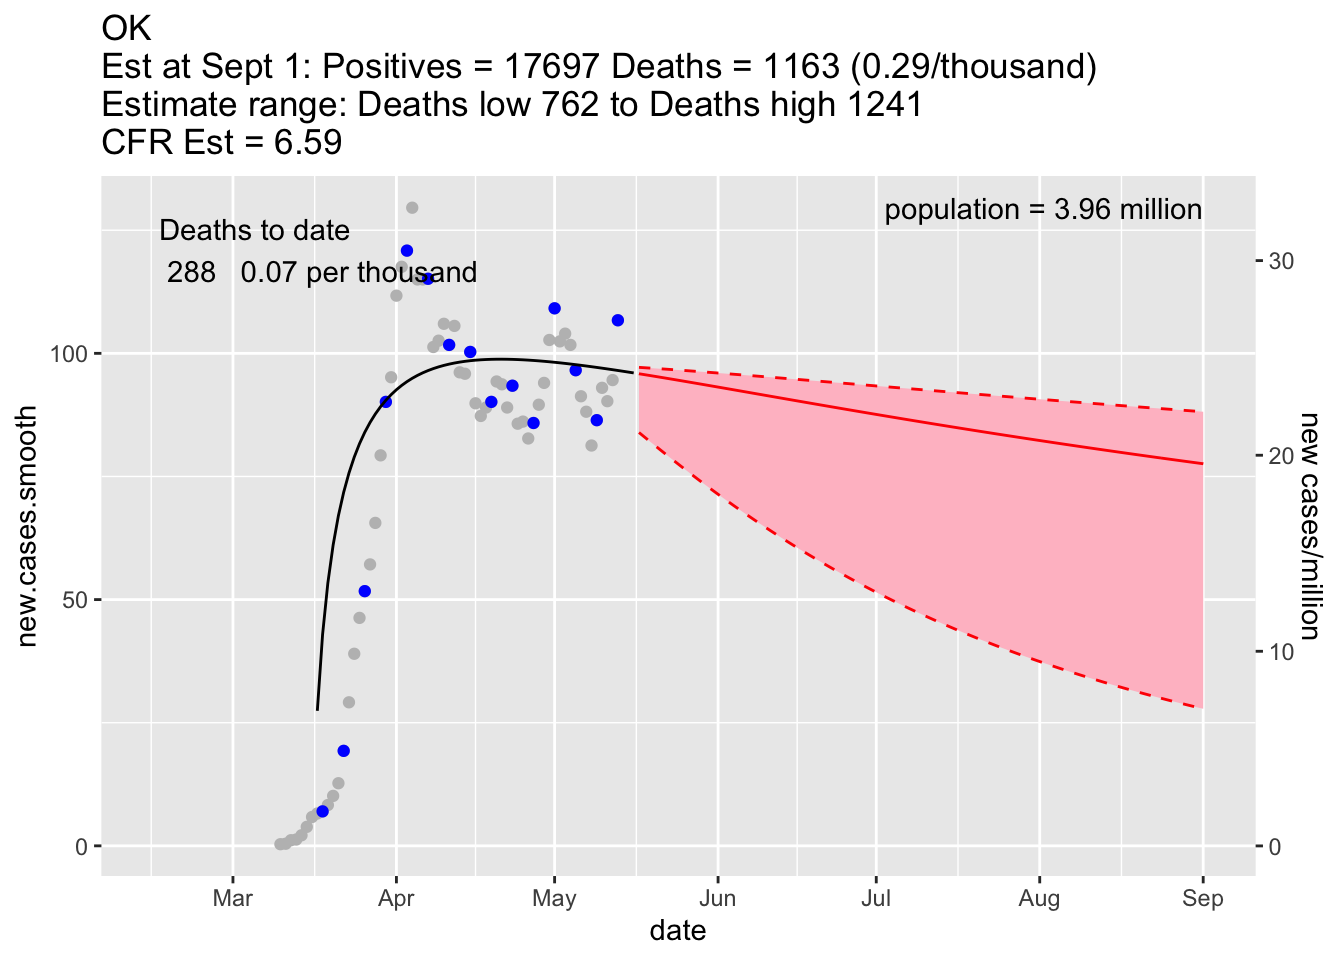 OK
Est at Sept 1: Positives = 17697 Deaths = 1163 (0.29/thousand)
Estimate range: Deaths low 762 to Deaths high 1241
CFR Est = 6.59
population = 3.96 million
Deaths to date
288 0.07 per thousand
new.cases.smooth
100
50
0
30
20
10
0
new cases/million
Mar Apr May Jun Jul Aug Sep
date